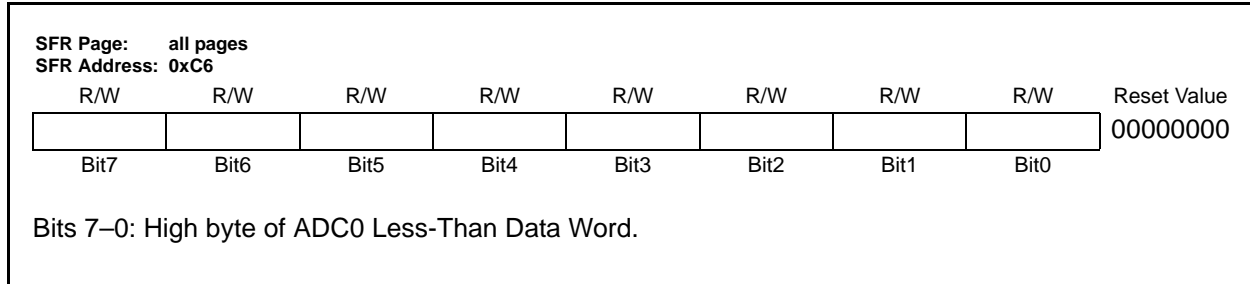 SFR Page: all pages
SFR Address: 0xC6
R/W R/W R/W R/W R/W R/W R/W R/W Reset Value
00000000
Bit7 Bit6 Bit5 Bit4 Bit3 Bit2 Bit1 Bit0
Bits 7–0: High byte of ADC0 Less-Than Data Word.